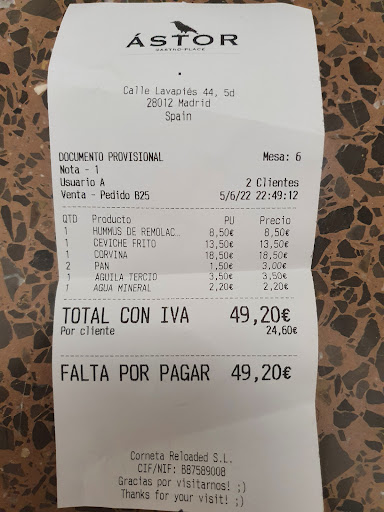 ÁSTOR
GASTRO·PLACE
Calle Lavapiés 44, 5d
28012 Madrid
Spain
DOCUMENTO PROVISIONAL Mesa: 6
Nota - 1
Usuario A 2 Clientes
Venta - Pedido B25 5/6/22 22:49:12
QTD Producto PU Precio
1 HUMMUS DE REMOLAC… 8,50€ 8,50€
1 CEVICHE FRITO 13,50€ 13,50€
1 CORVINA 18,50€ 18,50€
2 PAN 1,50€ 3,00€
1 AGUILA TERCIO 3,50€ 3,50€
1 AGUA MINERAL 2,20€ 2,20€
TOTAL CON IVA 49,20€
Por cliente 24,60€
FALTA POR PAGAR 49,20€
Corneta Reloaded S.L.
CIF/NIF: B87589008
Gracias por visitarnos! ;)
Thanks for your visit! ;)